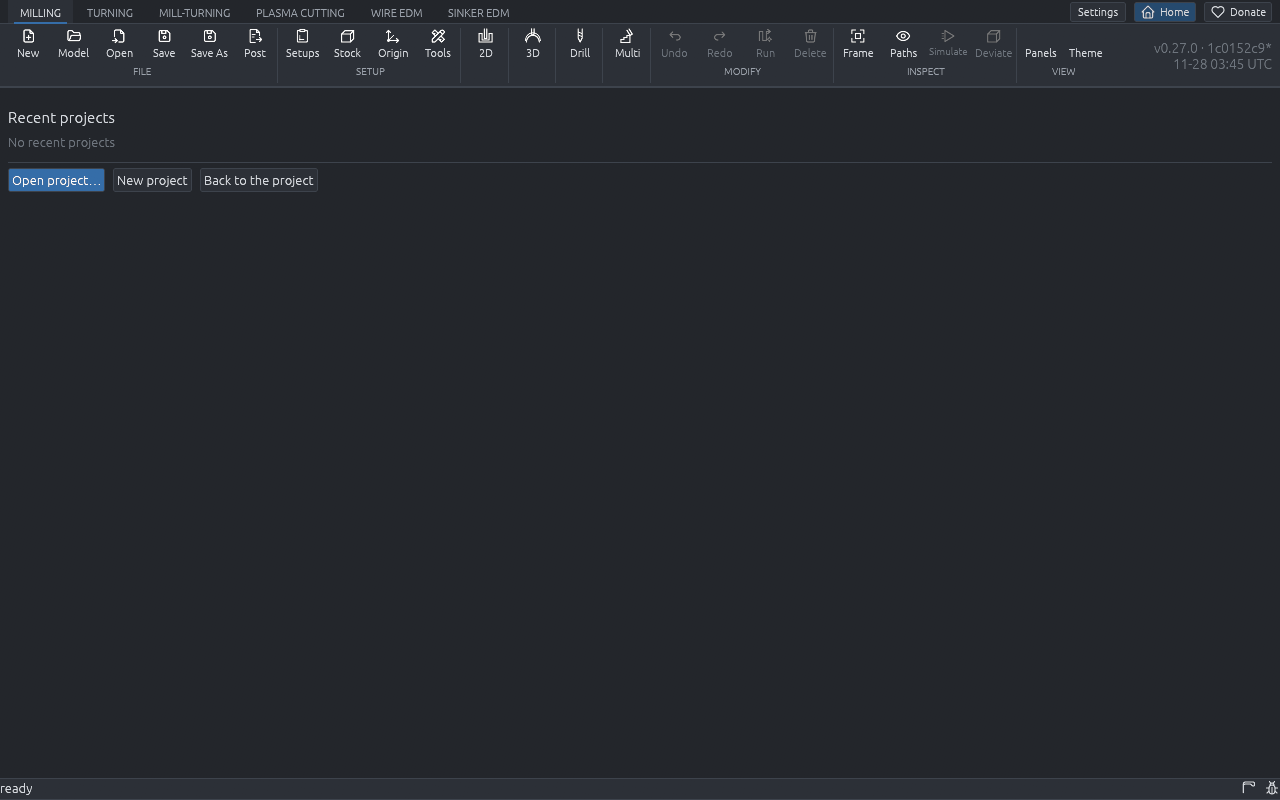 MILLING TURNING MILL-TURNING PLASMA CUTTING WIRE EDM SINKER EDM Settings Home Donate
New Model Open Save Save As Post Setups Stock Origin Tools 2D 3D Drill Multi Undo Redo Run Delete Frame Paths Simulate Deviate Panels Theme
FILE SETUP MODIFY INSPECT VIEW
v0.27.0 · 1c0152c9*
11-28 03:45 UTC
Recent projects
No recent projects
Open project... New project Back to the project
ready